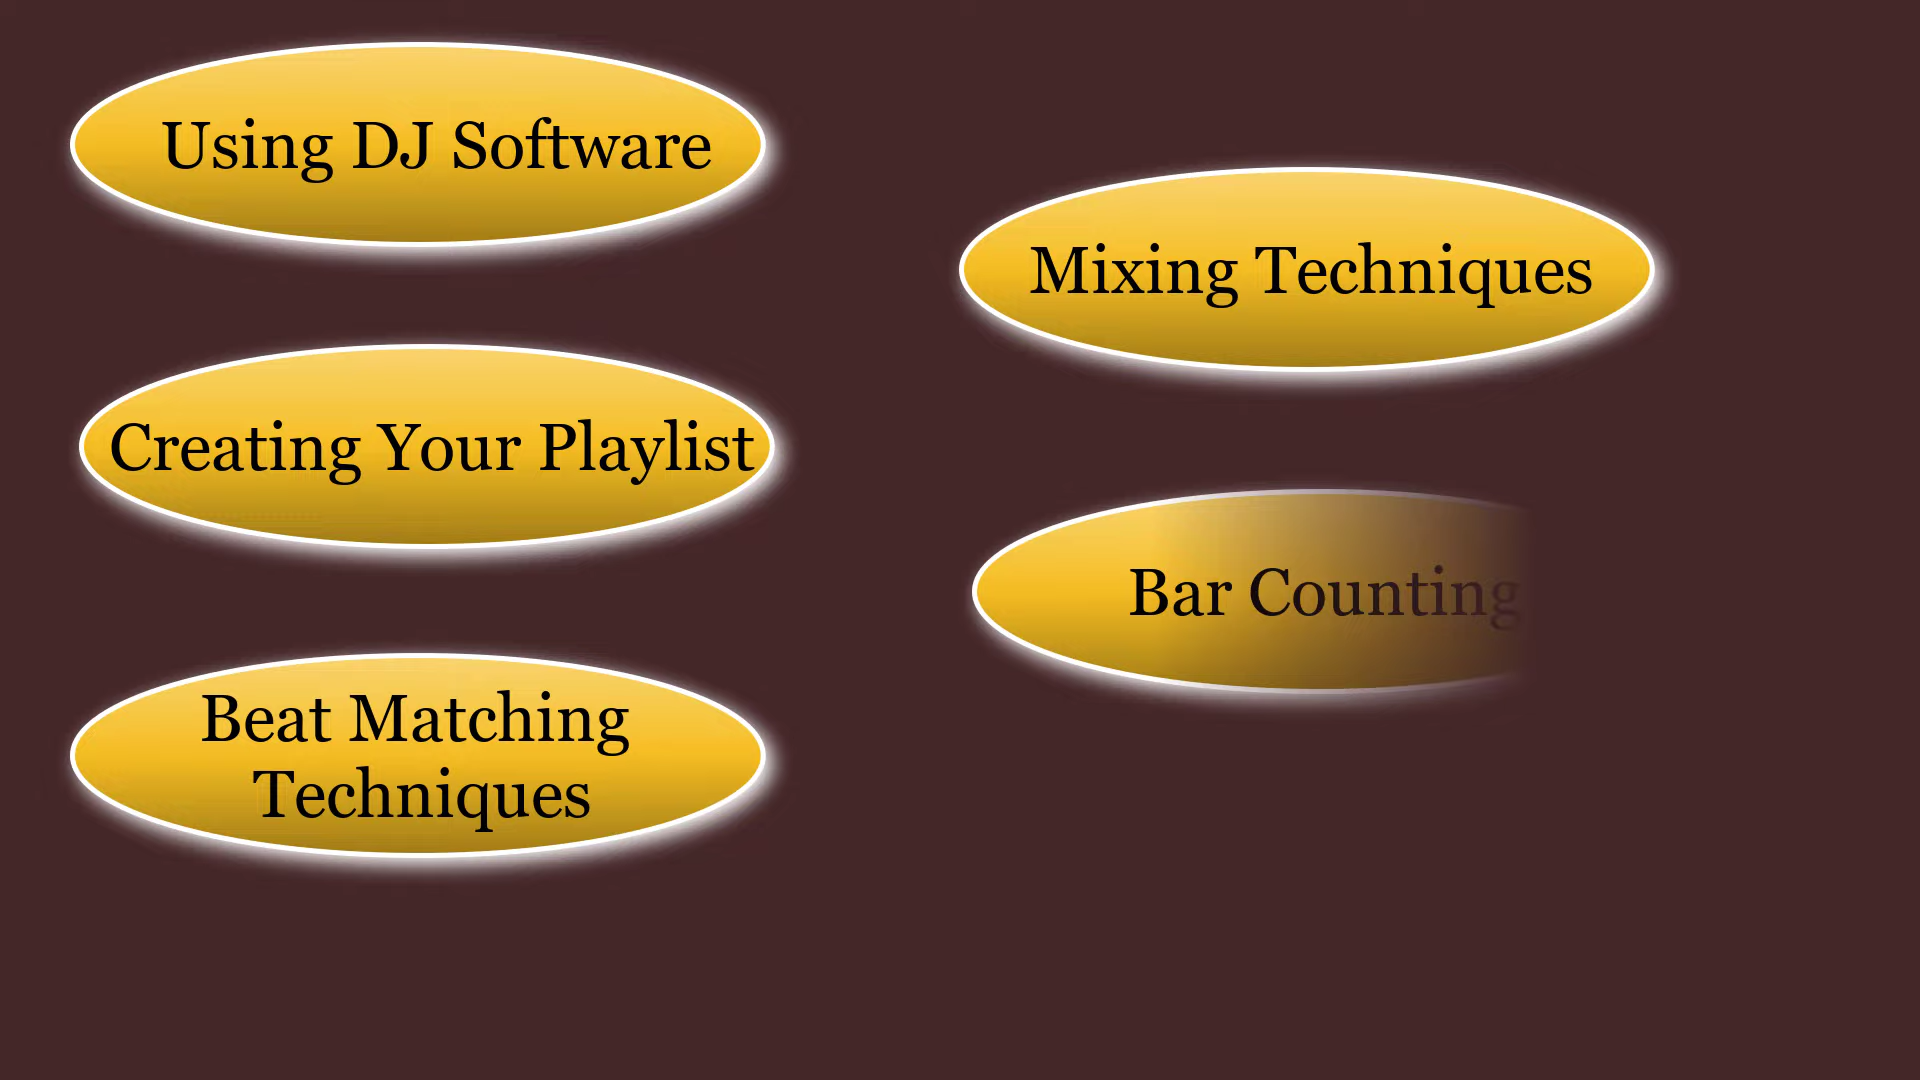 Using DJ Software
Creating Your Playlist
Beat Matching
Techniques
Mixing Techniques
Bar Counting